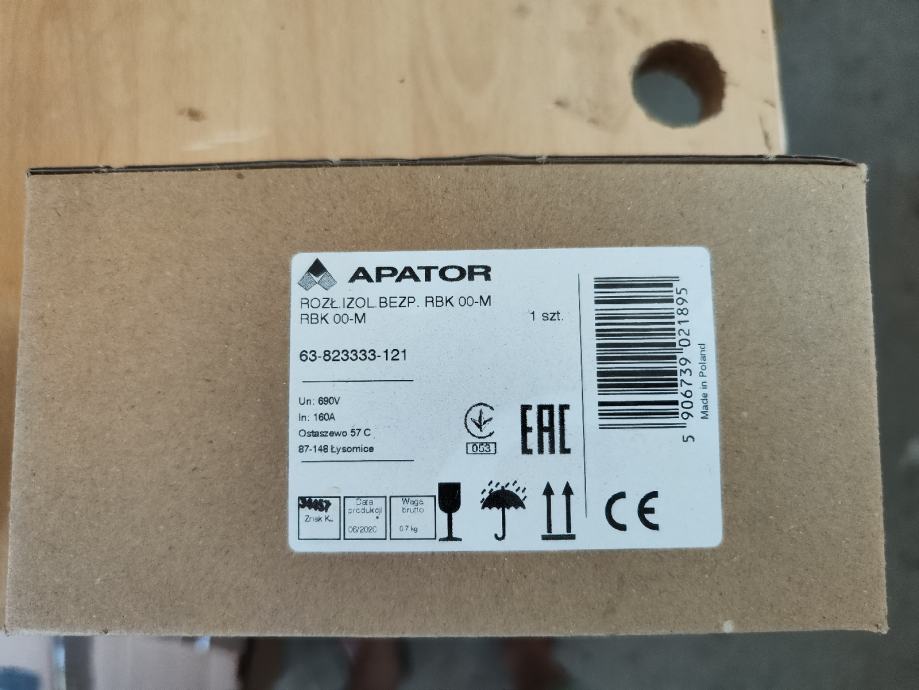 APATOR
ROZŁ.IZOL.BEZP. RBK 00-M
RBK 00-M
1 szt.
63-823333-121
Un: 690V
In: 160A
Ostaszewo 57 C
87-148 Łysomice
053
EAC
34457
Znak K..
Data
produkcji
06/2020
Waga
brutto
0.7 kg
CE
5 906739 021895
Made in Poland